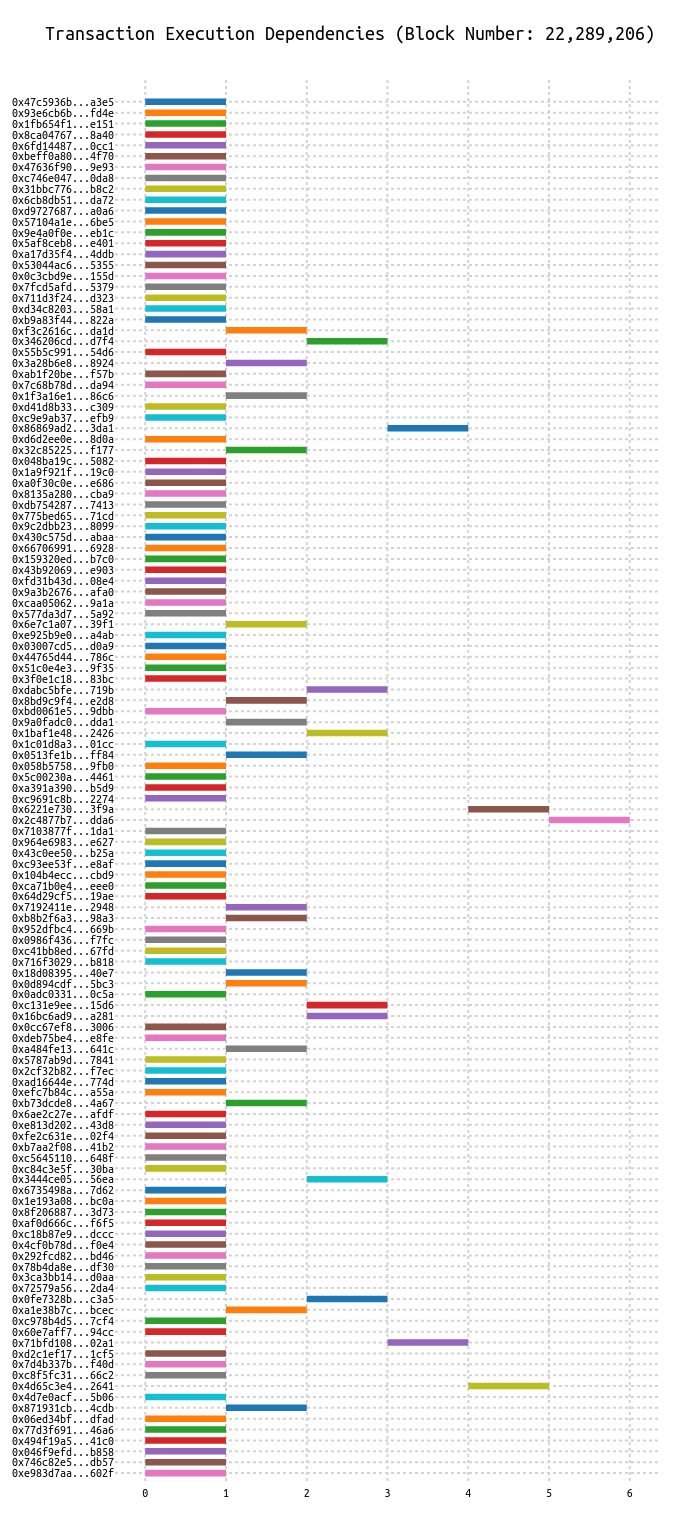 Transaction Execution Dependencies (Block Number: 22,289,206)
0x47c5936b...a3e5
0x93e6cb6b...fd4e
0x1fb654f1...e151
0x8ca04767...8a40
0x6fd14487...0cc1
0xbeff0a80...4f70
0x47636f90...9e93
0xc746e047...0da8
0x31bbc776...b8c2
0x6cb8db51...da72
0xd9727687...a0a6
0x57104a1e...6be5
0x9e4a0f0e...eb1c
0x5af8ceb8...e401
0xa17d35f4...4ddb
0x53044ac6...5355
0x0c3cbd9e...155d
0x7fcd5afd...5379
0x711d3f24...d323
0xd34c8203...58a1
0xb9a83f44...822a
0xf3c2616c...da1d
0x346206cd...d7f4
0x55b5c991...54d6
0x3a28b6e8...8924
0xab1f20be...f57b
0x7c68b78d...da94
0x1f3a16e1...86c6
0xd41d8b33...c309
0xc9e9ab37...efb9
0x86869ad2...3da1
0xd6d2ee0e...8d0a
0x32c85225...f177
0x048ba19c...5082
0x1a9f921f...19c0
0xa0f30c0e...e686
0x8135a280...cba9
0xdb754287...7413
0x775bed65...71cd
0x9c2dbb23...8099
0x430c575d...abaa
0x66706991...6928
0x159320ed...b7c0
0x43b92069...e903
0xfd31b43d...08e4
0x9a3b2676...afa0
0xcaa05062...9a1a
0x577da3d7...5a92
0x6e7c1a07...39f1
0xe925b9e0...a4ab
0x03007cd5...d0a9
0x44765d44...786c
0x51c0e4e3...9f35
0x3f0e1c18...83bc
0xdabc5bfe...719b
0x8bd9c9f4...e2d8
0xbd0061e5...9dbb
0x9a0fadc0...dda1
0x1baf1e48...2426
0x1c01d8a3...01cc
0x0513fe1b...ff84
0x058b5758...9fb0
0x5c00230a...4461
0xa391a390...b5d9
0xc9691c8b...2274
0x6221e730...3f9a
0x2c4877b7...dda6
0x7103877f...1da1
0x964e6983...e627
0x43c0ee50...b25a
0xc93ee53f...e8af
0x104b4ecc...cbd9
0xca71b0e4...eee0
0x64d29cf5...19ae
0x7192411e...2948
0xb8b2f6a3...98a3
0x952dfbc4...669b
0x0986f436...f7fc
0xc41bb8ed...67fd
0x716f3029...b818
0x18d08395...40e7
0x0d894cdf...5bc3
0x0adc0331...0c5a
0xc131e9ee...15d6
0x16bc6ad9...a281
0x0cc67ef8...3006
0xdeb75be4...e8fe
0xa484fe13...641c
0x5787ab9d...7841
0x2cf32b82...f7ec
0xad16644e...774d
0xefc7b84c...a55a
0xb73dcde8...4a67
0x6ae2c27e...afdf
0xe813d202...43d8
0xfe2c631e...02f4
0xb7aa2f08...41b2
0xc5645110...648f
0xc84c3e5f...30ba
0x3444ce05...56ea
0x6735498a...7d62
0x1e193a08...bc0a
0x8f206887...3d73
0xaf0d666c...f6f5
0xc18b87e9...dccc
0x4cf0b78d...f0e4
0x292fcd82...bd46
0x78b4da8e...df30
0x3ca3bb14...d0aa
0x72579a56...2da4
0x0fe7328b...c3a5
0xa1e38b7c...bcec
0xc978b4d5...7cf4
0x60e7aff7...94cc
0x71bfd108...02a1
0xd2c1ef17...1cf5
0x7d4b337b...f40d
0xc8f5fc31...66c2
0x4d65c3e4...2641
0x4d7e0acf...5b06
0x871931cb...4cdb
0x06ed34bf...dfad
0x77d3f691...46a6
0x494f19a5...41c0
0x046f9efd...b858
0x746c82e5...db57
0xe983d7aa...602f
0 1 2 3 4 5 6